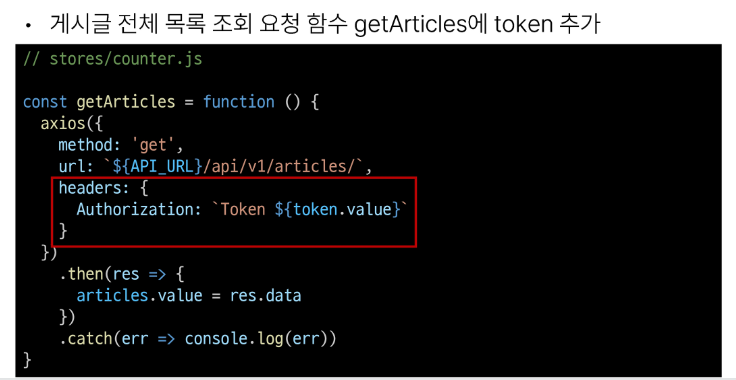 • 게시글 전체 목록 조회 요청 함수 getArticles에 token 추가
// stores/counter.js
const getArticles = function () {
  axios({
    method: 'get',
    url: `${API_URL}/api/v1/articles/`,
    headers: {
      Authorization: `Token ${token.value}`
    }
  })
    .then(res => {
      articles.value = res.data
    })
    .catch(err => console.log(err))
}